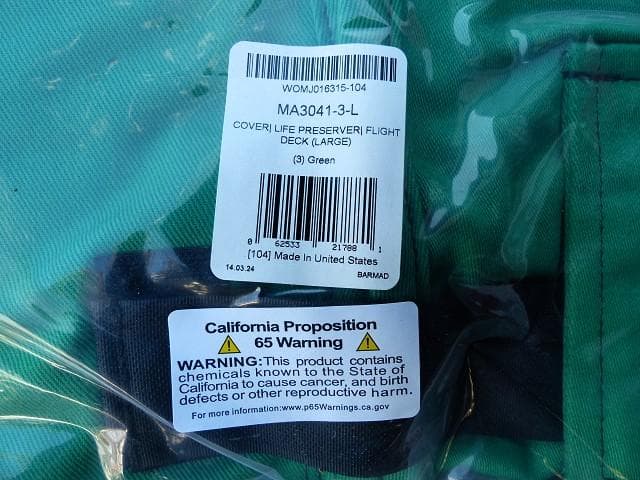 WOMJ016315-104
MA3041-3-L
COVER| LIFE PRESERVER| FLIGHT
DECK (LARGE)
(3) Green
0 62533 21788 1
[104] Made In United States
14.03.24 BARMAD
California Proposition
65 Warning
WARNING:This product contains
chemicals known to the State of
California to cause cancer, and birth
defects or other reproductive harm.
For more information:www.p65Warnings.ca.gov